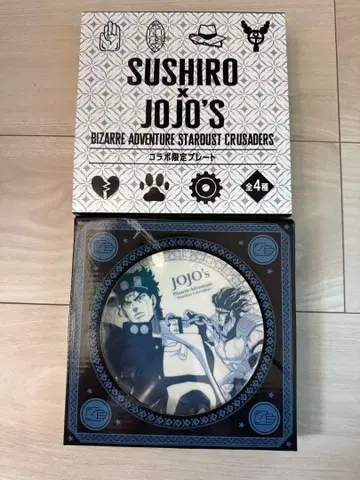 SUSHIRO
×
JOJO'S
BIZARRE ADVENTURE STARDUST CRUSADERS
コラボ限定プレート
全4種
JOJO's
Bizarre Adventure
Stardust Crusaders